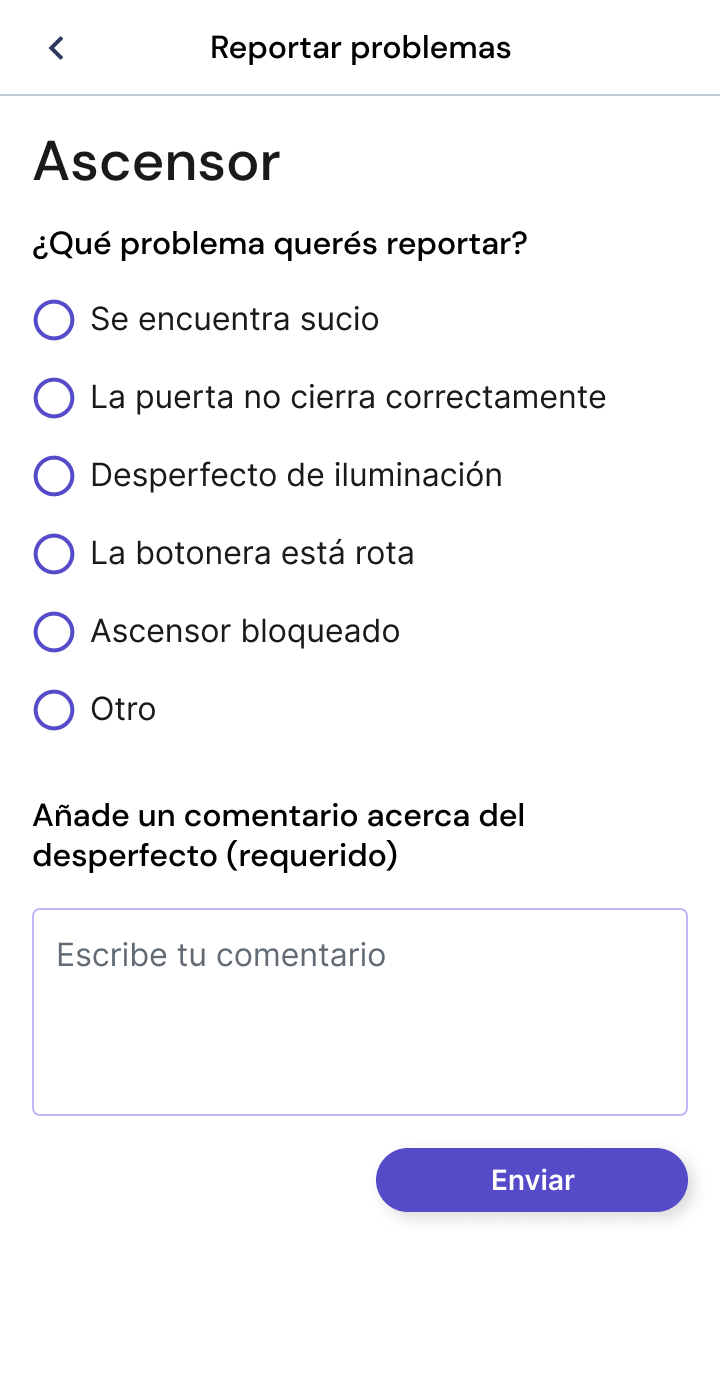 Reportar problemas
Ascensor
¿Qué problema querés reportar?
Se encuentra sucio
La puerta no cierra correctamente
Desperfecto de iluminación
La botonera está rota
Ascensor bloqueado
Otro
Añade un comentario acerca del
desperfecto (requerido)
Escribe tu comentario
Enviar